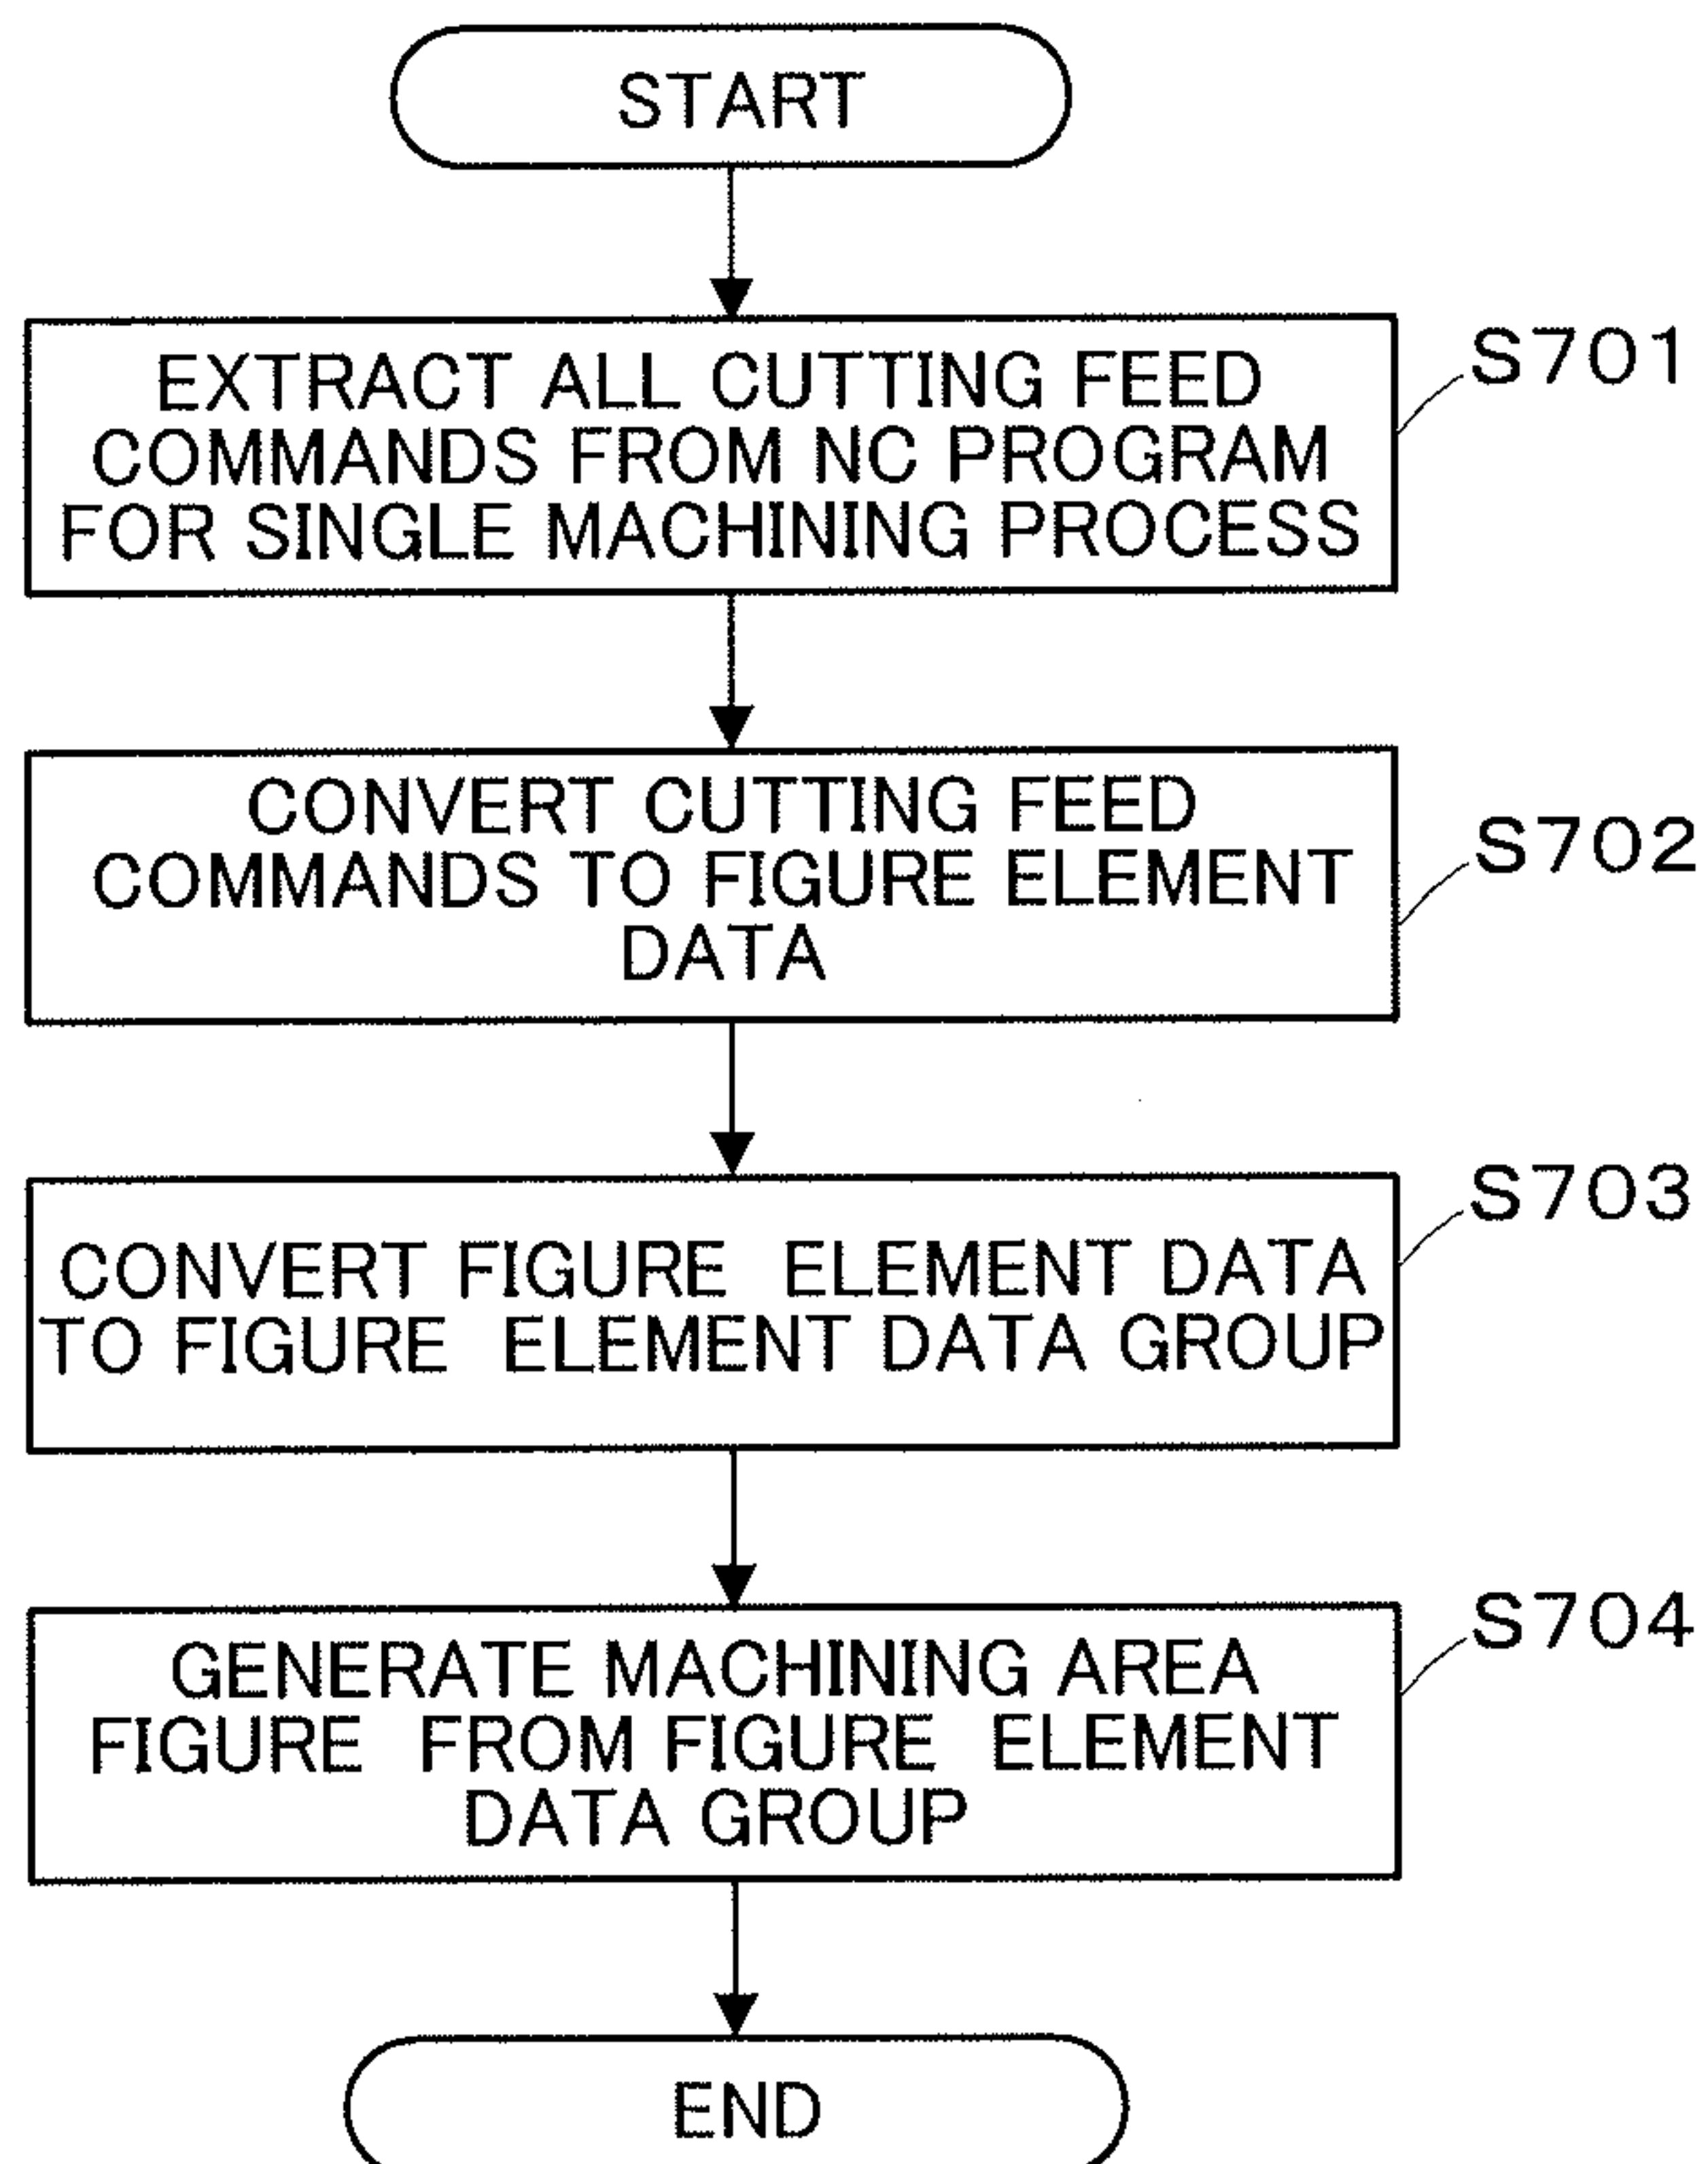 START
EXTRACT ALL CUTTING FEED
COMMANDS FROM NC PROGRAM
FOR SINGLE MACHINING PROCESS
S701
CONVERT CUTTING FEED
COMMANDS TO FIGURE ELEMENT
DATA
S702
CONVERT FIGURE ELEMENT DATA
TO FIGURE ELEMENT DATA GROUP
S703
GENERATE MACHINING AREA
FIGURE FROM FIGURE ELEMENT
DATA GROUP
S704
END